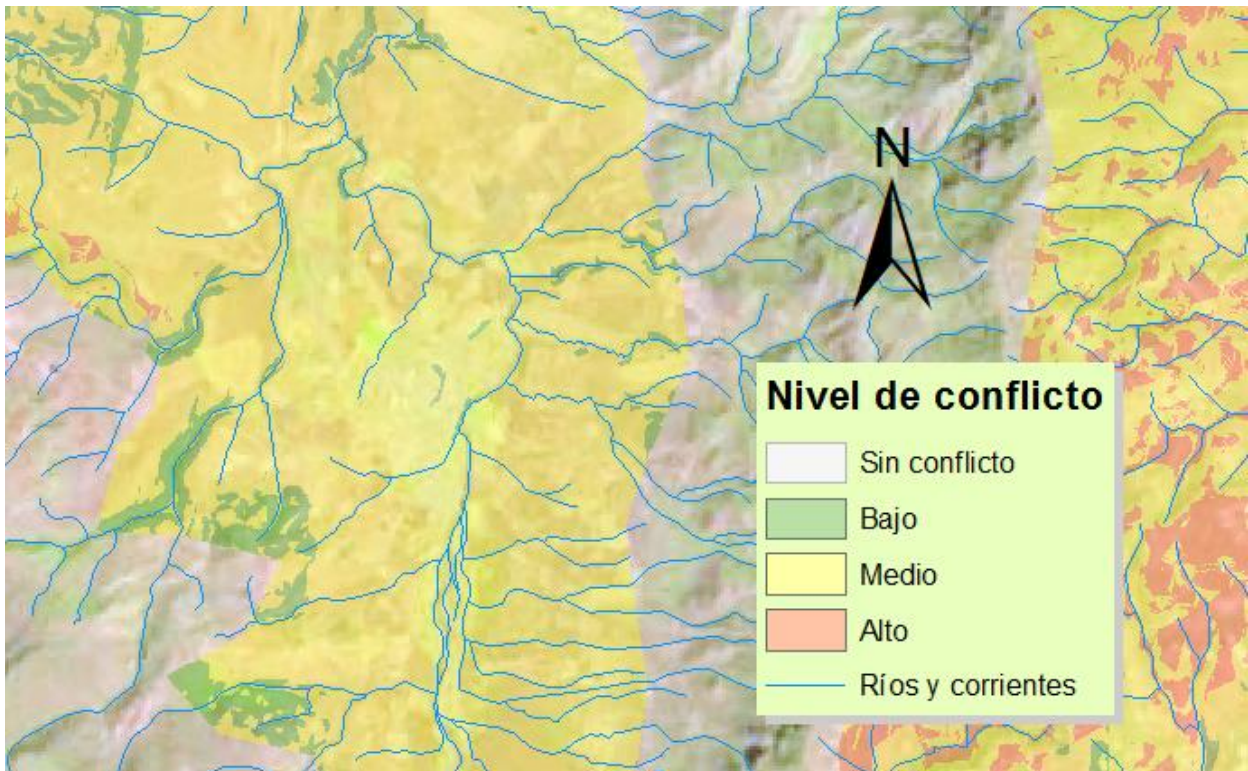 N
Nivel de conflicto
Sin conflicto
Bajo
Medio
Alto
Ríos y corrientes